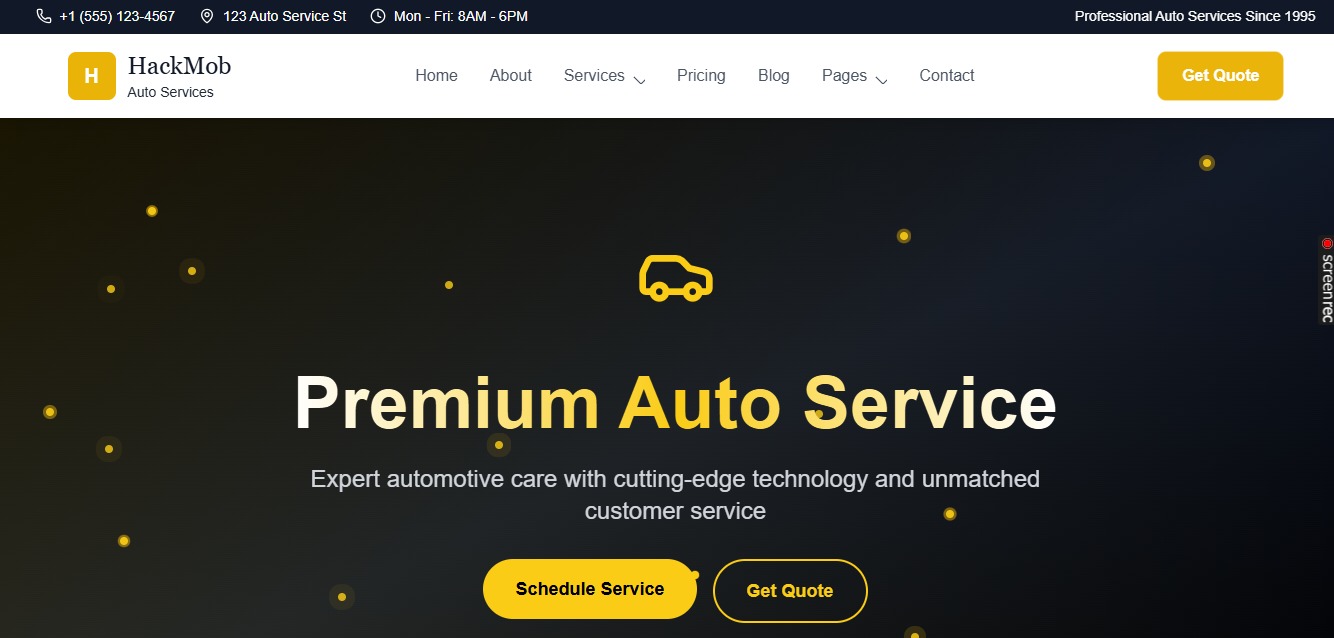 +1 (555) 123-4567 123 Auto Service St Mon - Fri: 8AM - 6PM Professional Auto Services Since 1995
H HackMob
Auto Services
Home About Services Pricing Blog Pages Contact
Get Quote
screenrec
Premium Auto Service
Expert automotive care with cutting-edge technology and unmatched
customer service
Schedule Service Get Quote